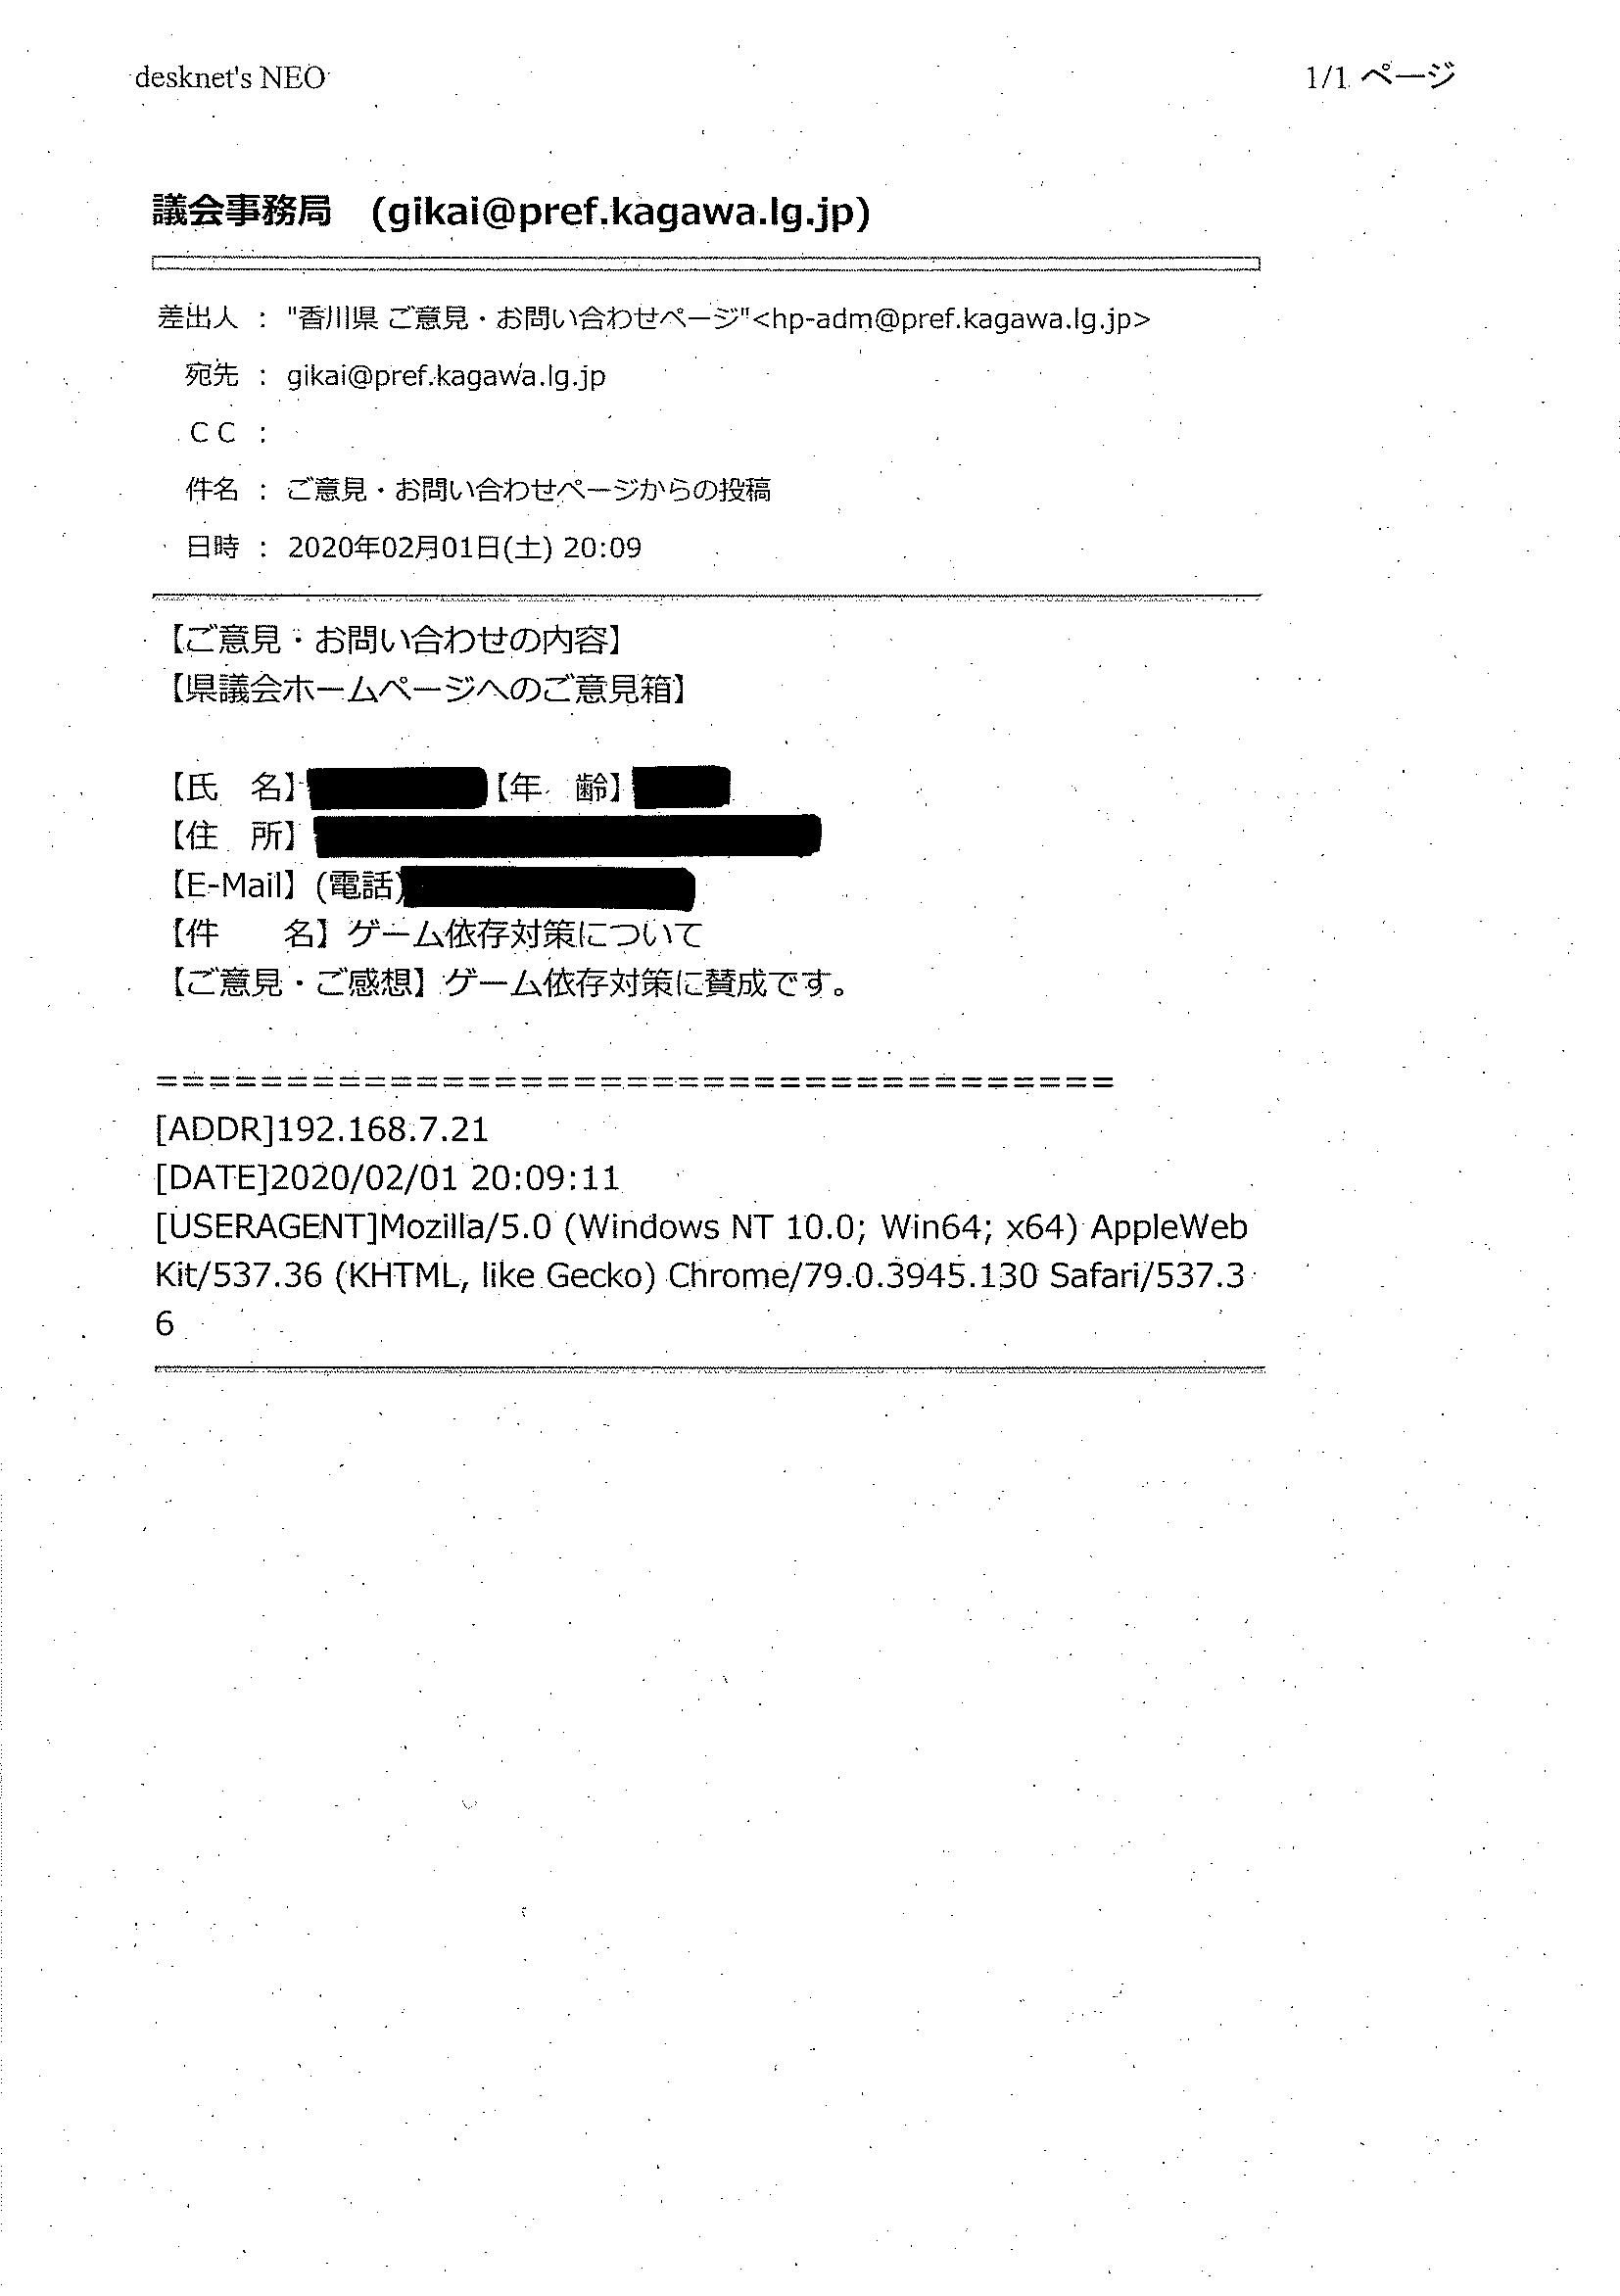 desknet's NEO
1/1 ページ
議会事務局　(gikai@pref.kagawa.lg.jp)
差出人 ： "香川県 ご意見・お問い合わせページ"<hp-adm@pref.kagawa.lg.jp>
宛先 ： gikai@pref.kagawa.lg.jp
ＣＣ ：
件名 ： ご意見・お問い合わせページからの投稿
日時 ： 2020年02月01日(土) 20:09
【ご意見・お問い合わせの内容】
【県議会ホームページへのご意見箱】
【氏　名】【年　齢】
【住　所】
【E-Mail】(電話)
【件　　名】ゲーム依存対策について
【ご意見・ご感想】ゲーム依存対策に賛成です。
=====================================
[ADDR]192.168.7.21
[DATE]2020/02/01 20:09:11
[USERAGENT]Mozilla/5.0 (Windows NT 10.0; Win64; x64) AppleWeb
Kit/537.36 (KHTML, like Gecko) Chrome/79.0.3945.130 Safari/537.3
6